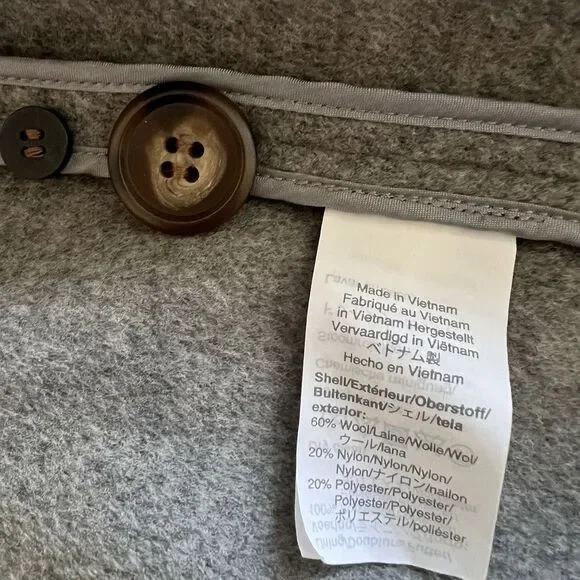 Made in Vietnam
Fabriqué au Vietnam
in Vietnam Hergestellt
Vervaardigd in Viëtnam
ベトナム製
Hecho en Vietnam
Shell/Extérieur/Oberstoff/
Buitenkant/シェル/tela
exterior:
60% Wool/Laine/Wolle/Wol/
ウール/lana
20% Nylon/Nylon/Nylon/
Nylon/ナイロン/nailon
20% Polyester/Polyester/
Polyester/Polyester/
ポリエステル/poliéster